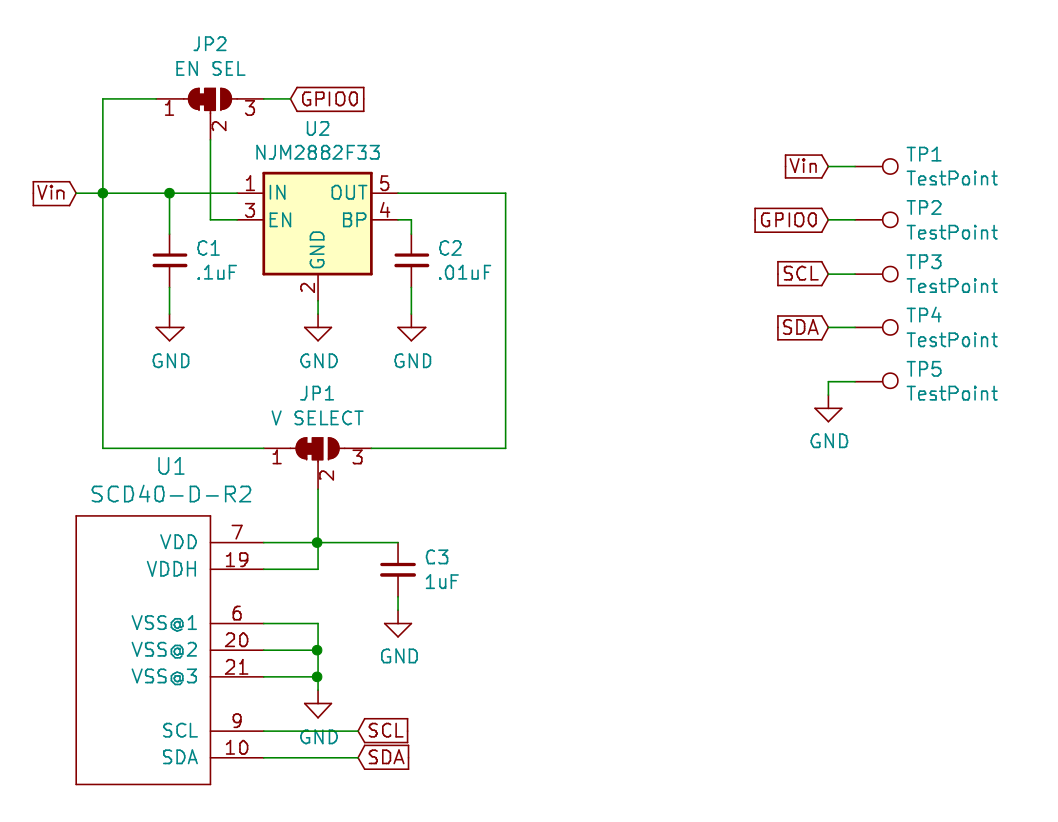 JP2
EN SEL
1
3
2
GPIO0
U2
NJM2882F33
Vin
1
IN
OUT
5
3
EN
BP
4
GND
2
C1
.1uF
C2
.01uF
GND
GND
GND
JP1
V SELECT
1
3
2
U1
SCD40-D-R2
VDD
7
VDDH
19
C3
1uF
VSS@1
6
VSS@2
20
GND
VSS@3
21
SCL
9
GND
SCL
SDA
10
SDA
Vin
TP1
TestPoint
GPIO0
TP2
TestPoint
SCL
TP3
TestPoint
SDA
TP4
TestPoint
TP5
TestPoint
GND